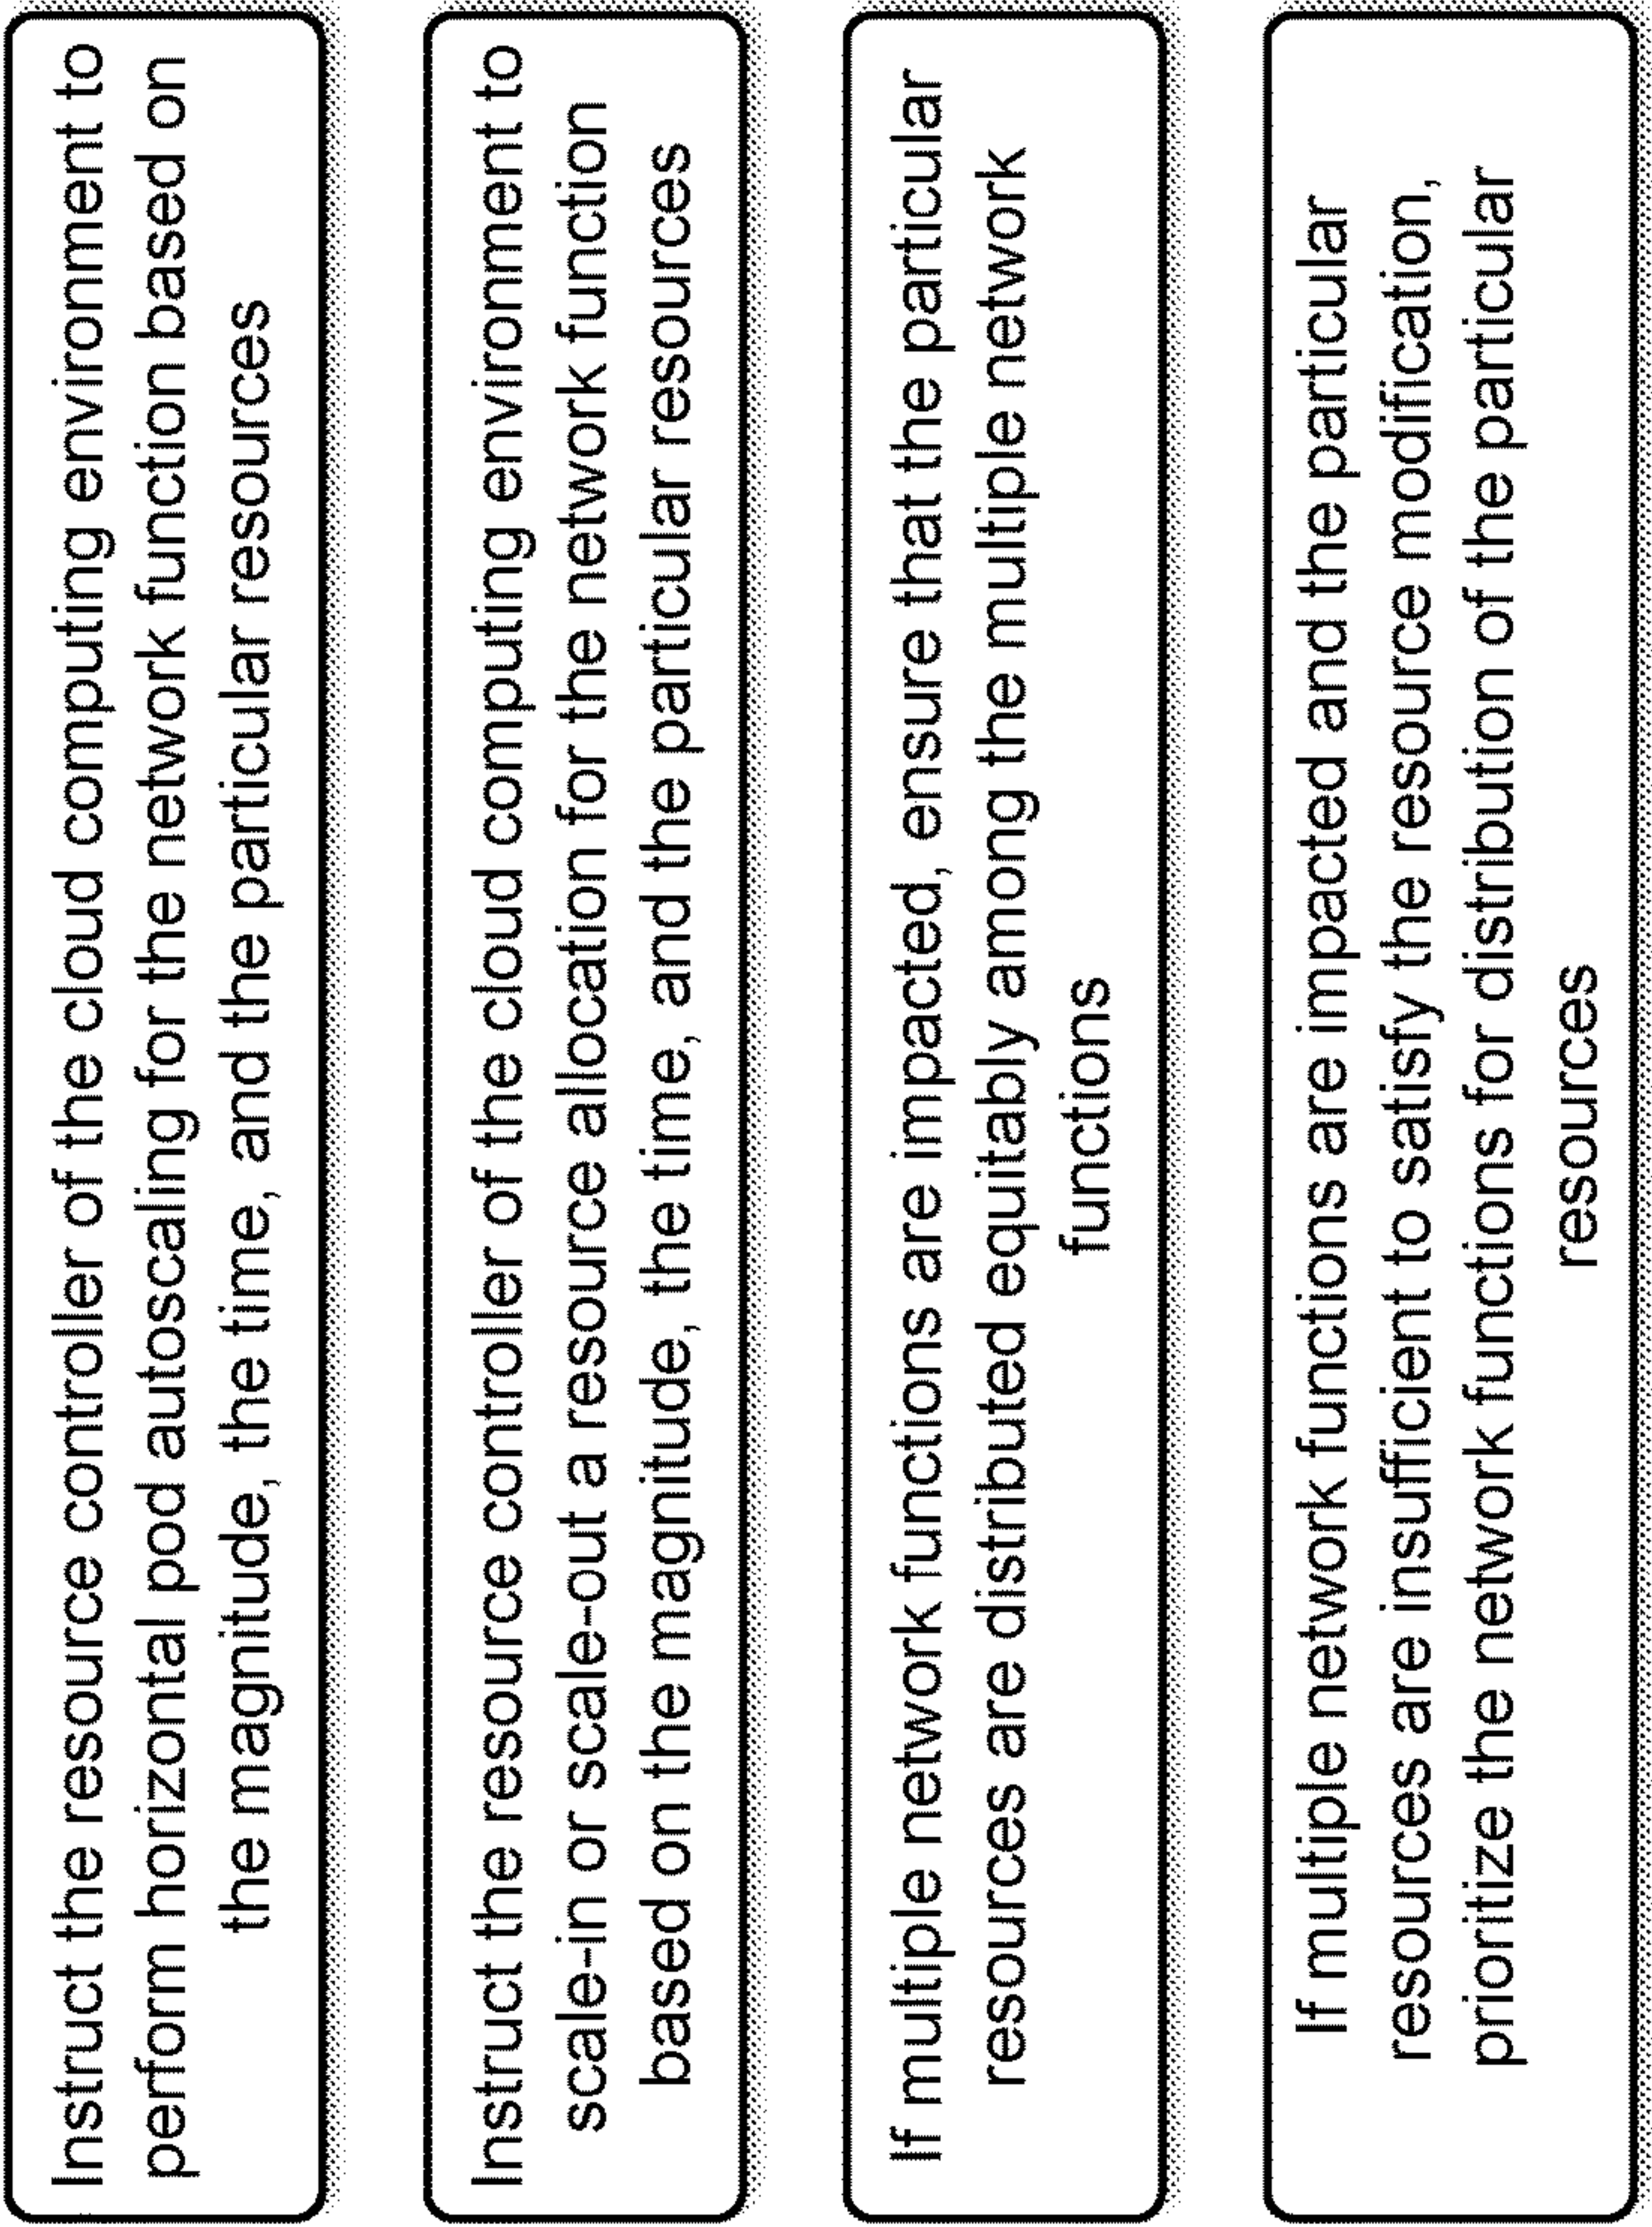 Instruct the resource controller of the cloud computing environment to
perform horizontal pod autoscaling for the network function based on
the magnitude, the time, and the particular resources
Instruct the resource controller of the cloud computing environment to
scale-in or scale-out a resource allocation for the network function
based on the magnitude, the time, and the particular resources
If multiple network functions are impacted, ensure that the particular
resources are distributed equitably among the multiple network
functions
If multiple network functions are impacted and the particular
resources are insufficient to satisfy the resource modification,
prioritize the network functions for distribution of the particular
resources